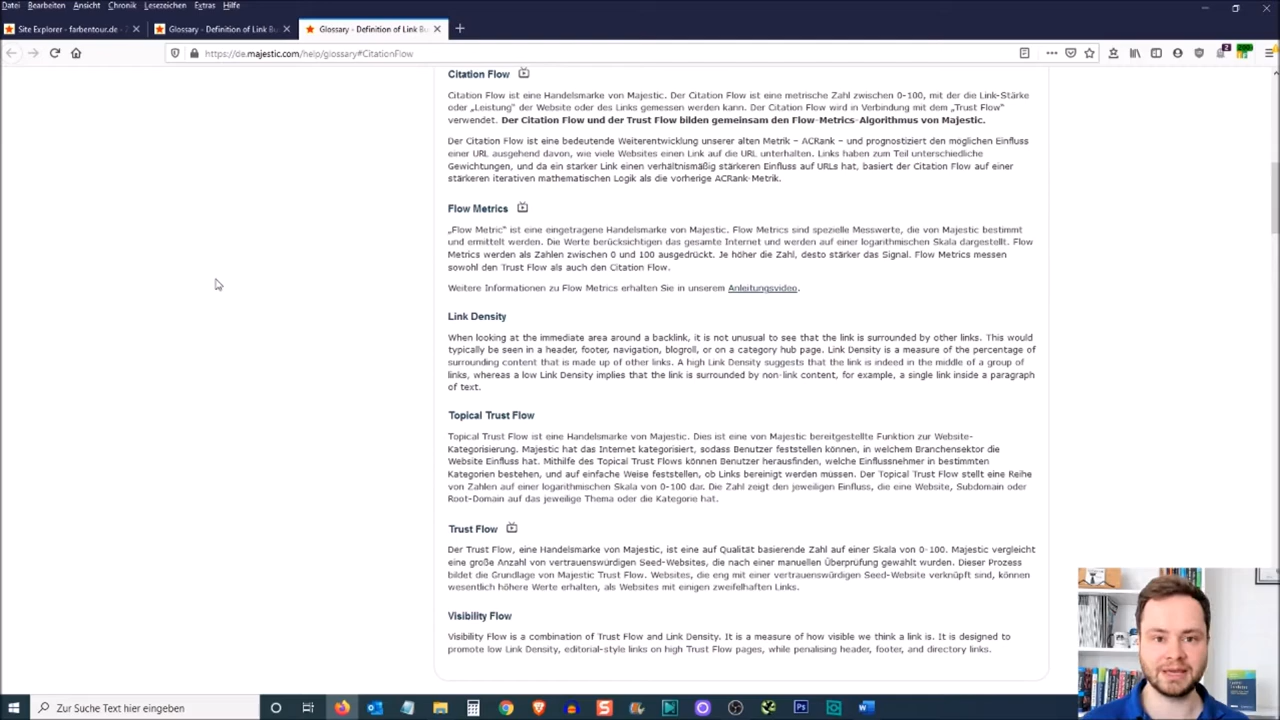 Datei Bearbeiten Ansicht Chronik Lesezeichen Extras Hilfe
Site Explorer - farbentour.de -
Glossary - Definition of Link Bu
Glossary - Definition of Link Bu
https://de.majestic.com/help/glossary#CitationFlow
Citation Flow
Citation Flow ist eine Handelsmarke von Majestic. Der Citation Flow ist eine metrische Zahl zwischen 0-100, mit der die Link-Stärke
oder „Leistung" der Website oder des Links gemessen werden kann. Der Citation Flow wird in Verbindung mit dem „Trust Flow"
verwendet. Der Citation Flow und der Trust Flow bilden gemeinsam den Flow-Metrics-Algorithmus von Majestic.
Der Citation Flow ist eine bedeutende Weiterentwicklung unserer alten Metrik – ACRank – und prognostiziert den möglichen Einfluss
einer URL ausgehend davon, wie viele Websites einen Link auf die URL unterhalten. Links haben zum Teil unterschiedliche
Gewichtungen, und da ein starker Link einen verhältnismäßig stärkeren Einfluss auf URLs hat, basiert der Citation Flow auf einer
stärkeren iterativen mathematischen Logik als die vorherige ACRank-Metrik.
Flow Metrics
„Flow Metric" ist eine eingetragene Handelsmarke von Majestic. Flow Metrics sind spezielle Messwerte, die von Majestic bestimmt
und ermittelt werden. Die Werte berücksichtigen das gesamte Internet und werden auf einer logarithmischen Skala dargestellt. Flow
Metrics werden als Zahlen zwischen 0 und 100 ausgedrückt. Je höher die Zahl, desto stärker das Signal. Flow Metrics messen
sowohl den Trust Flow als auch den Citation Flow.
Weitere Informationen zu Flow Metrics erhalten Sie in unserem Anleitungsvideo.
Link Density
When looking at the immediate area around a backlink, it is not unusual to see that the link is surrounded by other links. This would
typically be seen in a header, footer, navigation, blogroll, or on a category hub page. Link Density is a measure of the percentage of
surrounding content that is made up of other links. A high Link Density suggests that the link is indeed in the middle of a group of
links, whereas a low Link Density implies that the link is surrounded by non-link content, for example, a single link inside a paragraph
of text.
Topical Trust Flow
Topical Trust Flow ist eine Handelsmarke von Majestic. Dies ist eine von Majestic bereitgestellte Funktion zur Website-
Kategorisierung. Majestic hat das Internet kategorisiert, sodass Benutzer feststellen können, in welchem Branchensektor die
Website Einfluss hat. Mithilfe des Topical Trust Flows können Benutzer herausfinden, welche Einflussnehmer in bestimmten
Kategorien bestehen, und auf einfache Weise feststellen, ob Links bereinigt werden müssen. Der Topical Trust Flow stellt eine Reihe
von Zahlen auf einer logarithmischen Skala von 0-100 dar. Die Zahl zeigt den jeweiligen Einfluss, die eine Website, Subdomain oder
Root-Domain auf das jeweilige Thema oder die Kategorie hat.
Trust Flow
Der Trust Flow, eine Handelsmarke von Majestic, ist eine auf Qualität basierende Zahl auf einer Skala von 0-100. Majestic vergleicht
eine große Anzahl von vertrauenswürdigen Seed-Websites, die nach einer manuellen Überprüfung gewählt wurden. Dieser Prozess
bildet die Grundlage von Majestic Trust Flow. Websites, die eng mit einer vertrauenswürdigen Seed-Website verknüpft sind, können
wesentlich höhere Werte erhalten, als Websites mit einigen zweifelhaften Links.
Visibility Flow
Visibility Flow is a combination of Trust Flow and Link Density. It is a measure of how visible we think a link is. It is designed to
promote low Link Density, editorial-style links on high Trust Flow pages, while penalising header, footer, and directory links.
Zur Suche Text hier eingeben